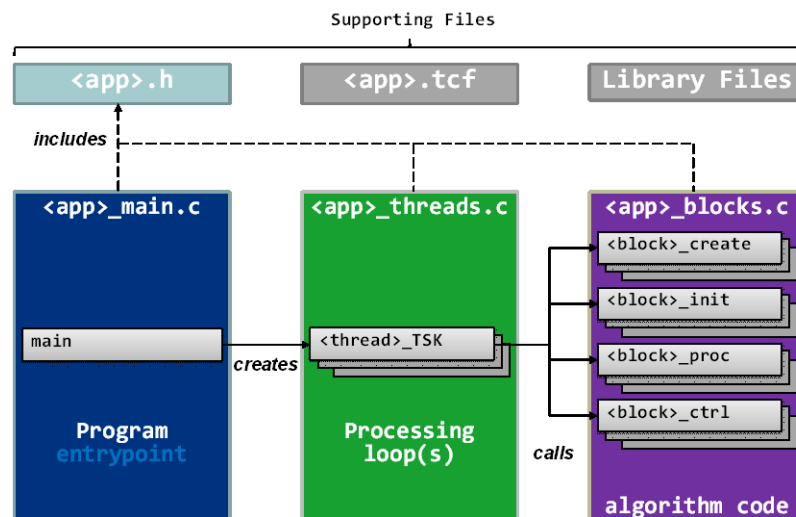 Supporting Files
<app>.h
<app>.tcf
Library Files
includes
<app>_main.c
<app>_threads.c
<app>_blocks.c
<block>_create
<block>_init
main
<thread>_TSK
creates
<block>_proc
<block>_ctrl
Program
entrypoint
Processing
loop(s)
calls
algorithm code